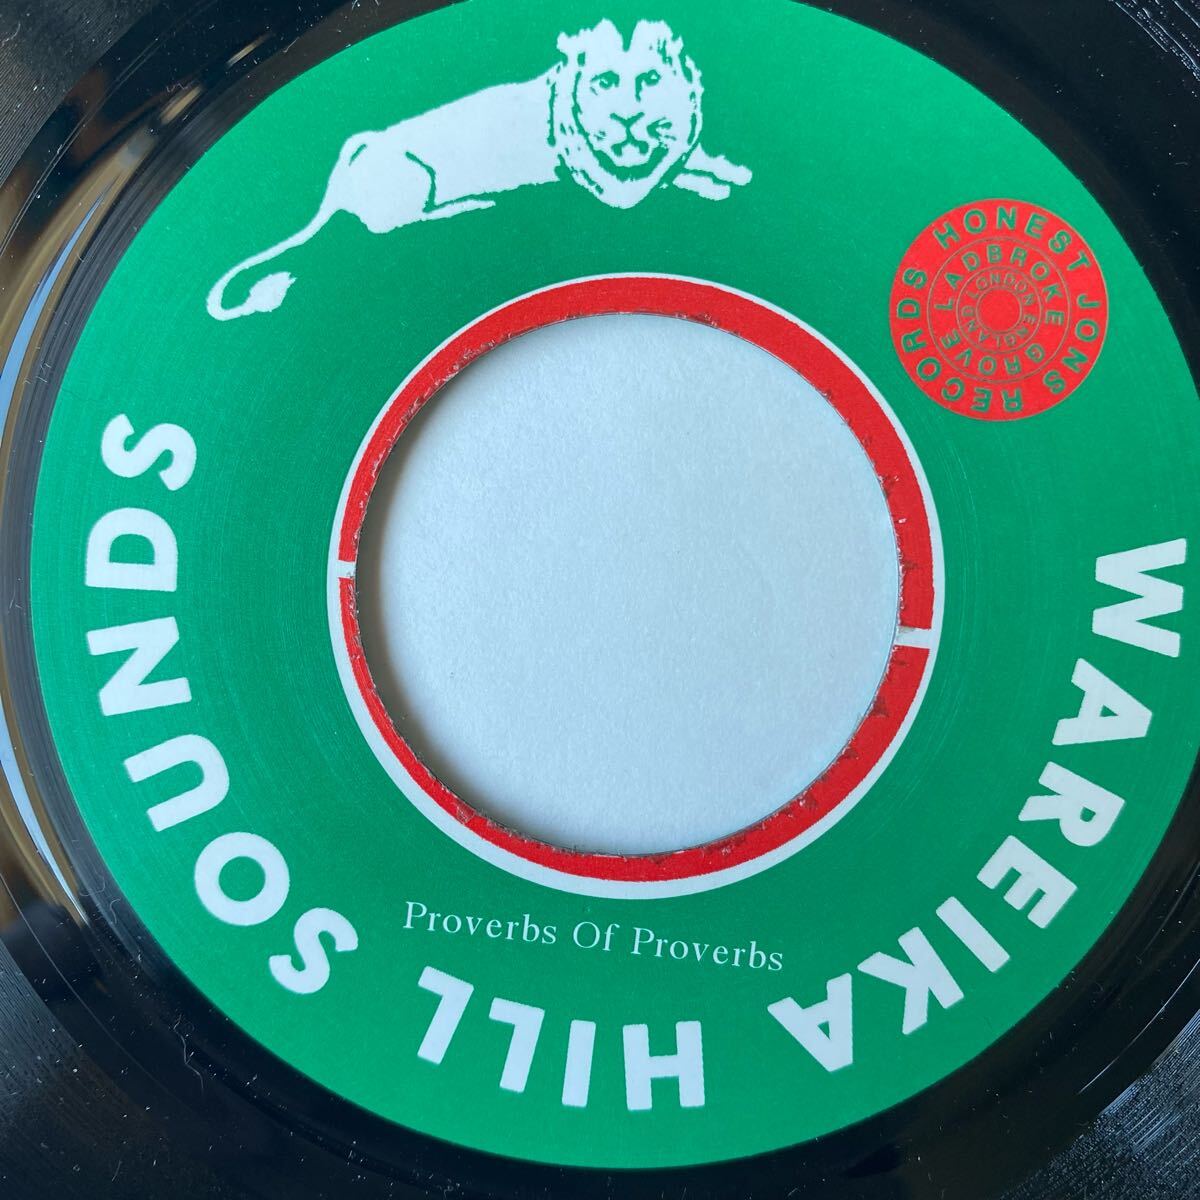 HONEST JONS RECORDS
LADBROKE GROVE
LONDON ENGLAND
Proverbs Of Proverbs
WAREIKA HILL SOUNDS